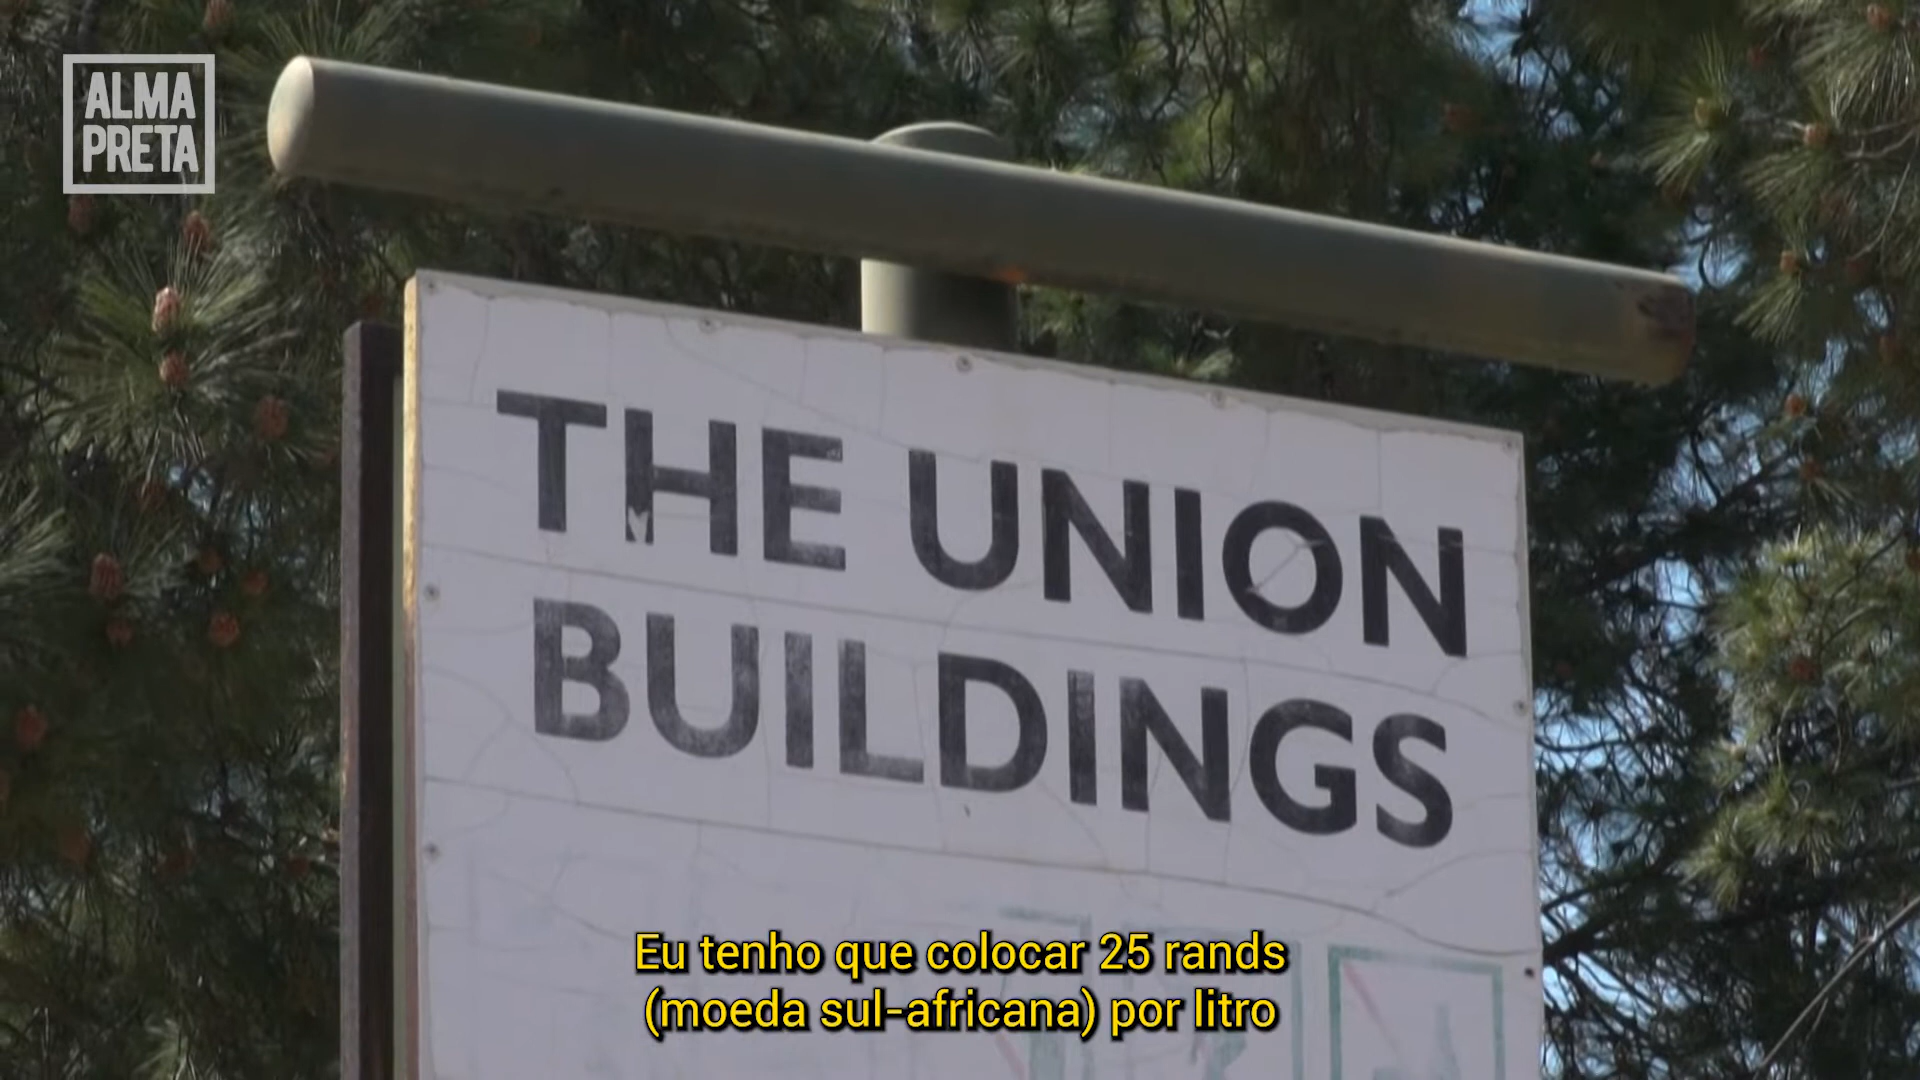 ALMA
PRETA
THE UNION
BUILDINGS
Eu tenho que colocar 25 rands
(moeda sul-africana) por litro